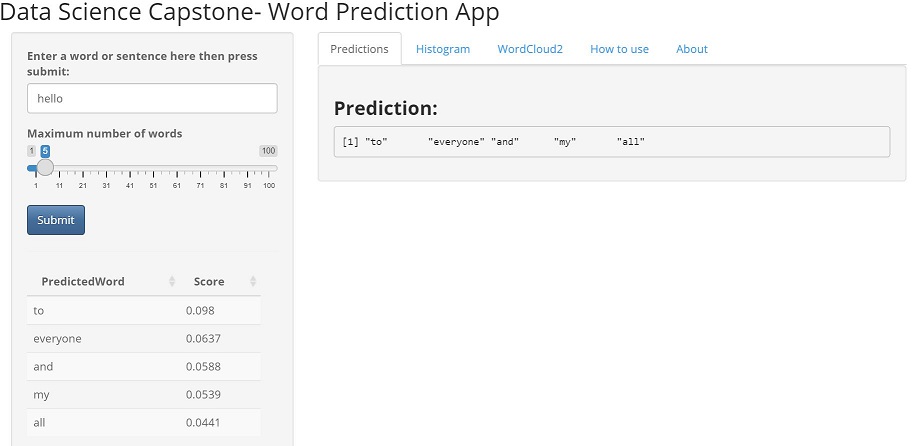 Data Science Capstone- Word Prediction App
Enter a word or sentence here then press
submit:
hello
Maximum number of words
1 5 100
1 11 21 31 41 51 61 71 81 91 100
Submit
PredictedWord Score
to 0.098
everyone 0.0637
and 0.0588
my 0.0539
all 0.0441
Predictions Histogram WordCloud2 How to use About
Prediction:
[1] "to" "everyone" "and" "my" "all"